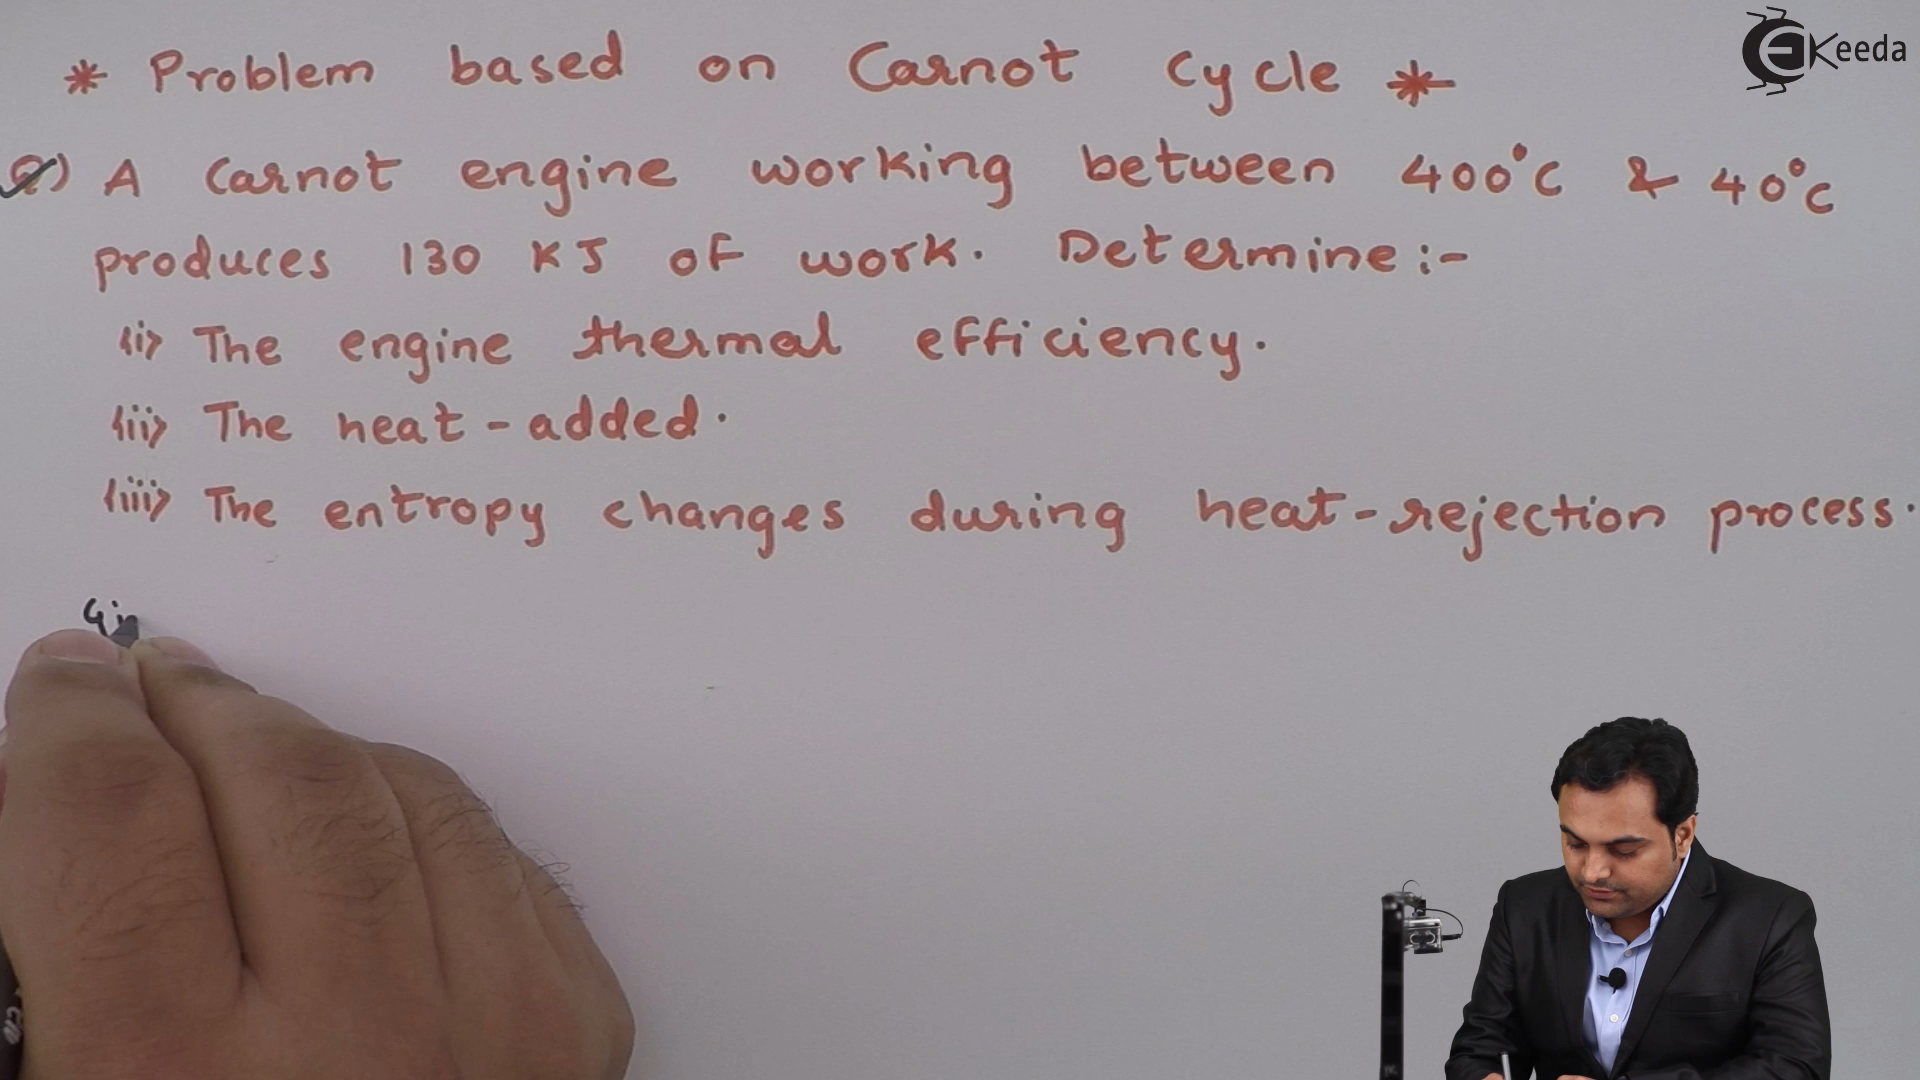 * Problem based on Carnot Cycle *
EKeeda
Q) A Carnot engine working between 400°C & 40°C
produces 130 KJ of work. Determine:-
(i) The engine thermal efficiency.
(ii) The heat-added.
(iii) The entropy changes during heat-rejection process.